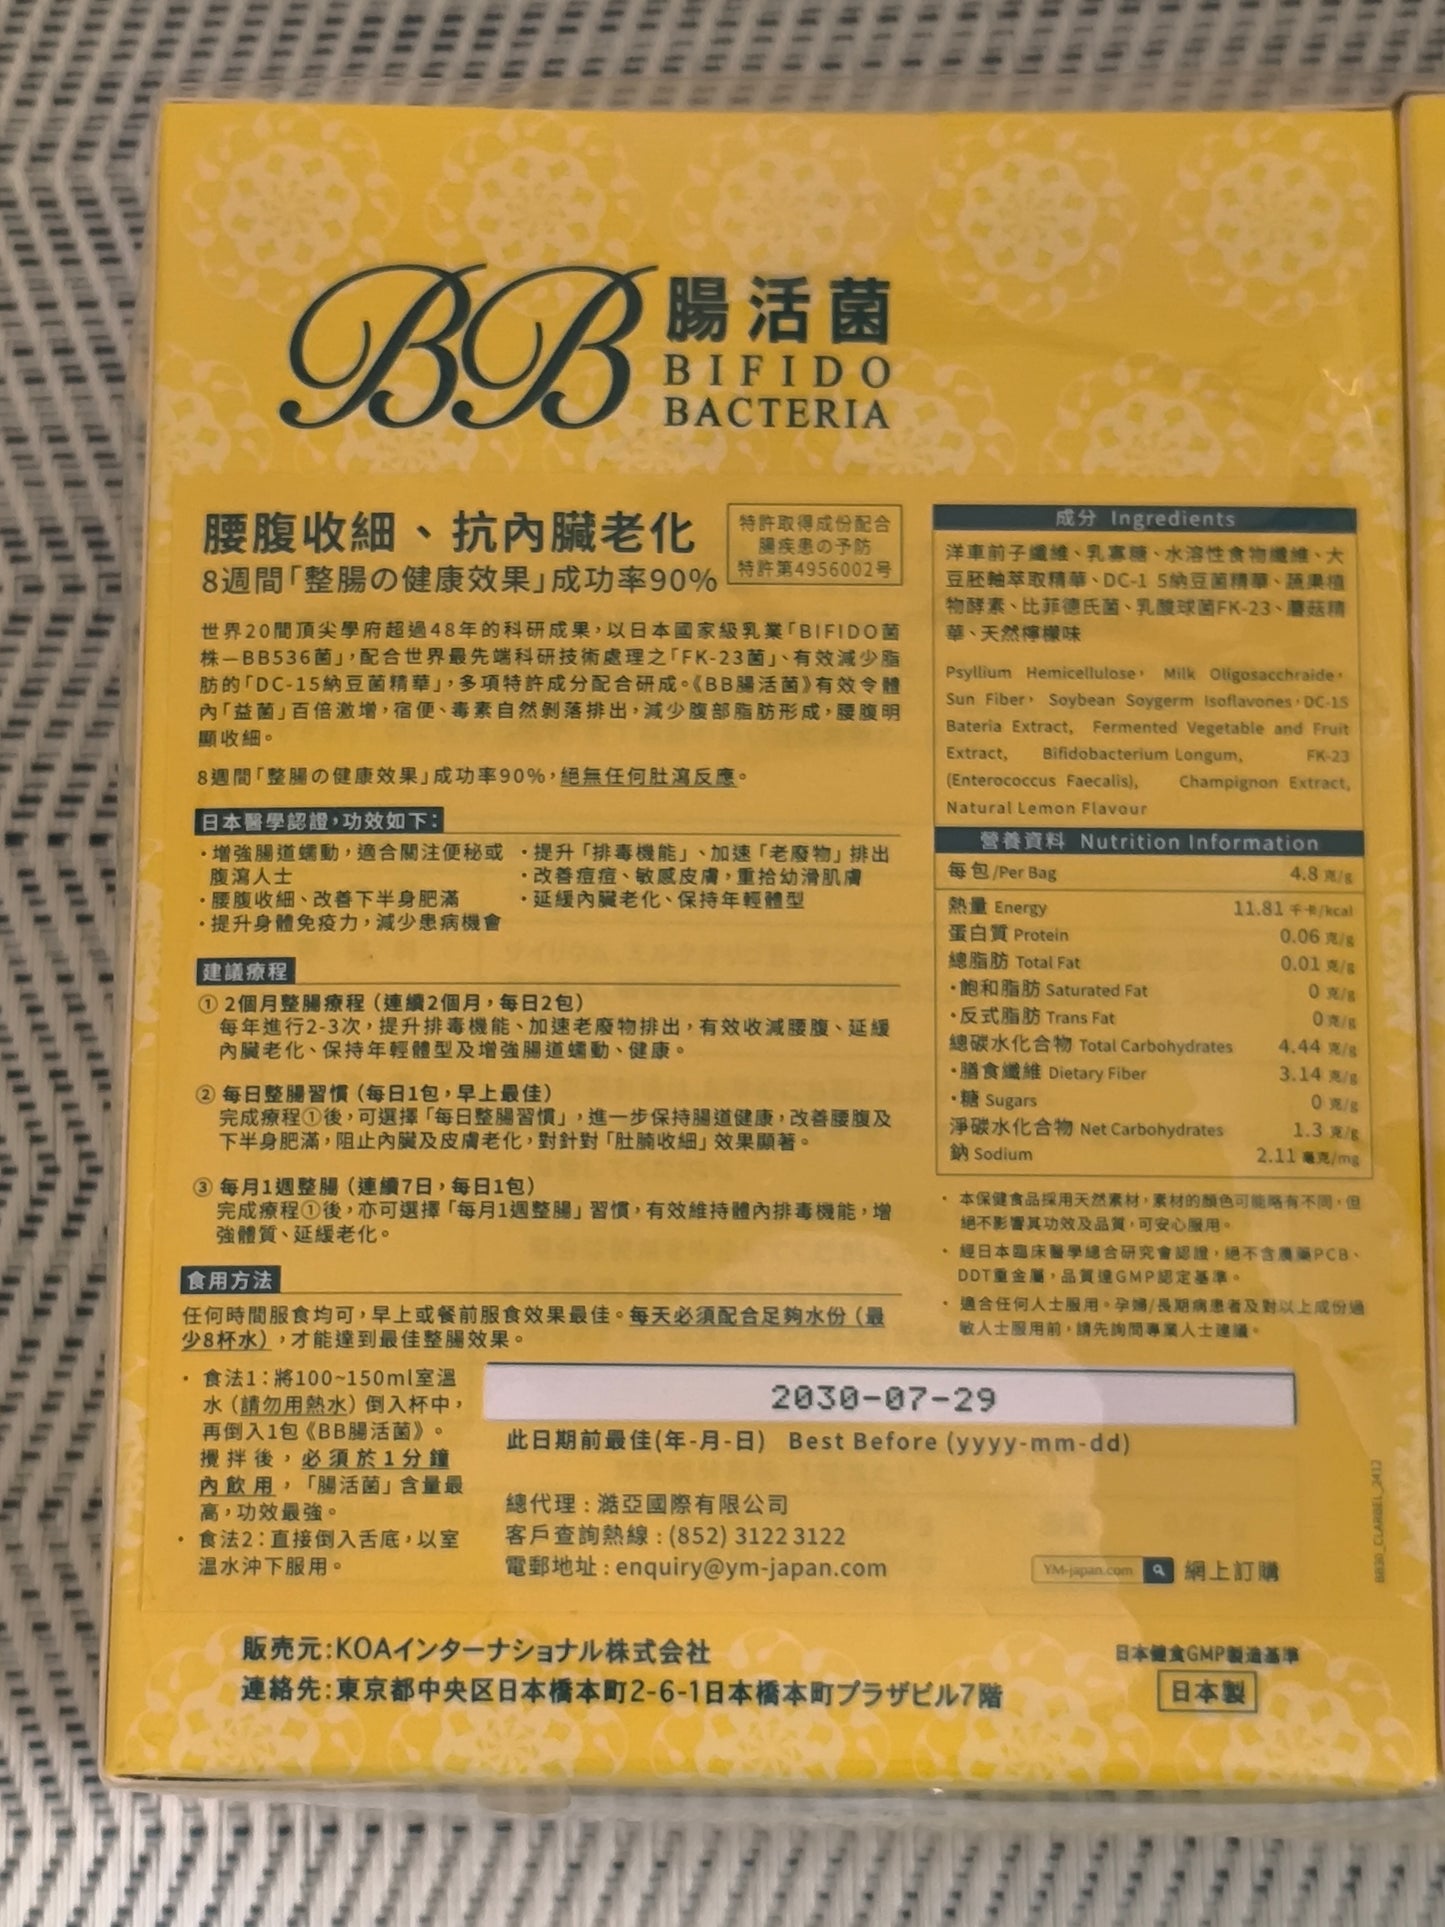 BB 腸活菌
BIFIDO
BACTERIA
腰腹收細、抗內臟老化
8週間「整腸の健康效果」成功率90%
特許取得成份配合
腸疾患の予防
特許第4956002号
世界20間頂尖學府超過48年的科研成果，以日本國家級乳業「BIFIDO菌
株－BB536菌」，配合世界最先端科研技術處理之「FK-23菌」、有效減少脂
肪的「DC-15納豆菌精華」，多項特許成分配合研成。《BB腸活菌》有效令體
內「益菌」百倍激增，宿便、毒素自然剝落排出，減少腹部脂肪形成，腰腹明
顯收細。
8週間「整腸の健康效果」成功率90%，絕無任何肚瀉反應。
日本醫學認證，功效如下：
・增強腸道蠕動，適合關注便秘或
腹瀉人士
・腰腹收細、改善下半身肥滿
・提升身體免疫力，減少患病機會
・提升「排毒機能」、加速「老廢物」排出
・改善痘痘、敏感皮膚，重拾幼滑肌膚
・延緩內臟老化、保持年輕體型
建議療程
① 2個月整腸療程（連續2個月，每日2包）
每年進行2-3次，提升排毒機能、加速老廢物排出，有效收減腰腹、延緩
內臟老化、保持年輕體型及增強腸道蠕動、健康。
② 每日整腸習慣（每日1包，早上最佳）
完成療程①後，可選擇「每日整腸習慣」，進一步保持腸道健康，改善腰腹及
下半身肥滿，阻止內臟及皮膚老化，對針對「肚腩收細」效果顯著。
③ 每月1週整腸（連續7日，每日1包）
完成療程①後，亦可選擇「每月1週整腸」習慣，有效維持體內排毒機能，增
強體質、延緩老化。
食用方法
任何時間服食均可，早上或餐前服食效果最佳。每天必須配合足夠水份（最
少8杯水），才能達到最佳整腸效果。
・食法1：將100~150ml室溫
水（請勿用熱水）倒入杯中，
再倒入1包《BB腸活菌》。
攪拌後，必須於1分鐘
內飲用，「腸活菌」含量最
高，功效最強。
・食法2：直接倒入舌底，以室
溫水沖下服用。
成分 Ingredients
洋車前子纖維、乳寡糖、水溶性食物纖維、大
豆胚軸萃取精華、DC-1 5納豆菌精華、蔬果植
物酵素、比菲德氏菌、乳酸球菌FK-23、蘑菇精
華、天然檸檬味
Psyllium Hemicellulose， Milk Oligosacchraide，
Sun Fiber， Soybean Soygerm Isoflavones，DC-15
Bateria Extract, Fermented Vegetable and Fruit
Extract, Bifidobacterium Longum, FK-23
(Enterococcus Faecalis), Champignon Extract,
Natural Lemon Flavour
營養資料 Nutrition Information
每包/Per Bag 4.8 克/g
熱量 Energy 11.81 千卡/kcal
蛋白質 Protein 0.06 克/g
總脂肪 Total Fat 0.01 克/g
・飽和脂肪 Saturated Fat 0 克/g
・反式脂肪 Trans Fat 0 克/g
總碳水化合物 Total Carbohydrates 4.44 克/g
・膳食纖維 Dietary Fiber 3.14 克/g
・糖 Sugars 0 克/g
淨碳水化合物 Net Carbohydrates 1.3 克/g
鈉 Sodium 2.11 毫克/mg
・本保健食品採用天然素材，素材的顏色可能略有不同，但
絕不影響其功效及品質，可安心服用。
・經日本臨床醫學總合研究會認證，絕不含農藥PCB、
DDT重金屬，品質達GMP認定基準。
・適合任何人士服用。孕婦/長期病患者及對以上成份過
敏人士服用前，請先詢問專業人士建議。
2030-07-29
此日期前最佳(年-月-日) Best Before (yyyy-mm-dd)
總代理：澔亞國際有限公司
客戶查詢熱線：(852) 3122 3122
電郵地址：enquiry@ym-japan.com
YM-japan.com 網上訂購
BB30_CLARBEL_2412
販売元:KOAインターナショナル株式会社
連絡先:東京都中央区日本橋本町2-6-1日本橋本町プラザビル7階
日本健食GMP製造基準
日本製